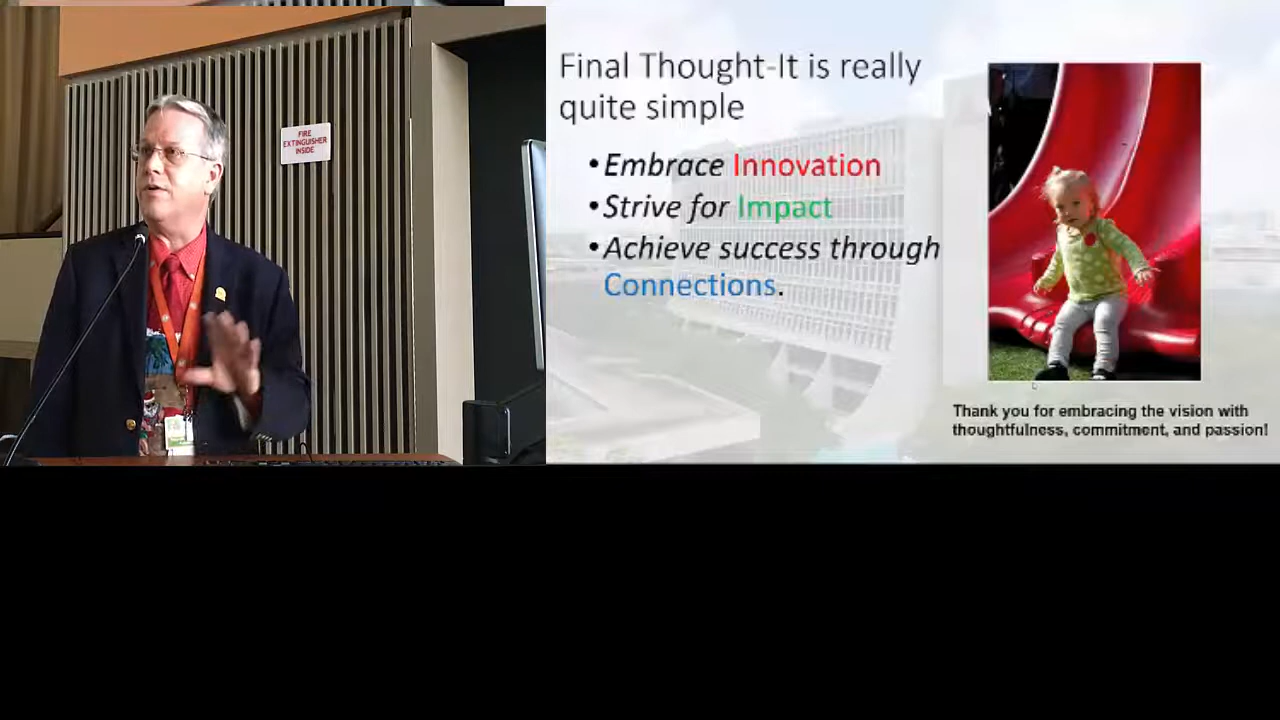 FIRE
EXTINGUISHER
INSIDE
Final Thought-It is really
quite simple
•Embrace Innovation
•Strive for Impact
•Achieve success through
Connections.
Thank you for embracing the vision with
thoughtfulness, commitment, and passion!